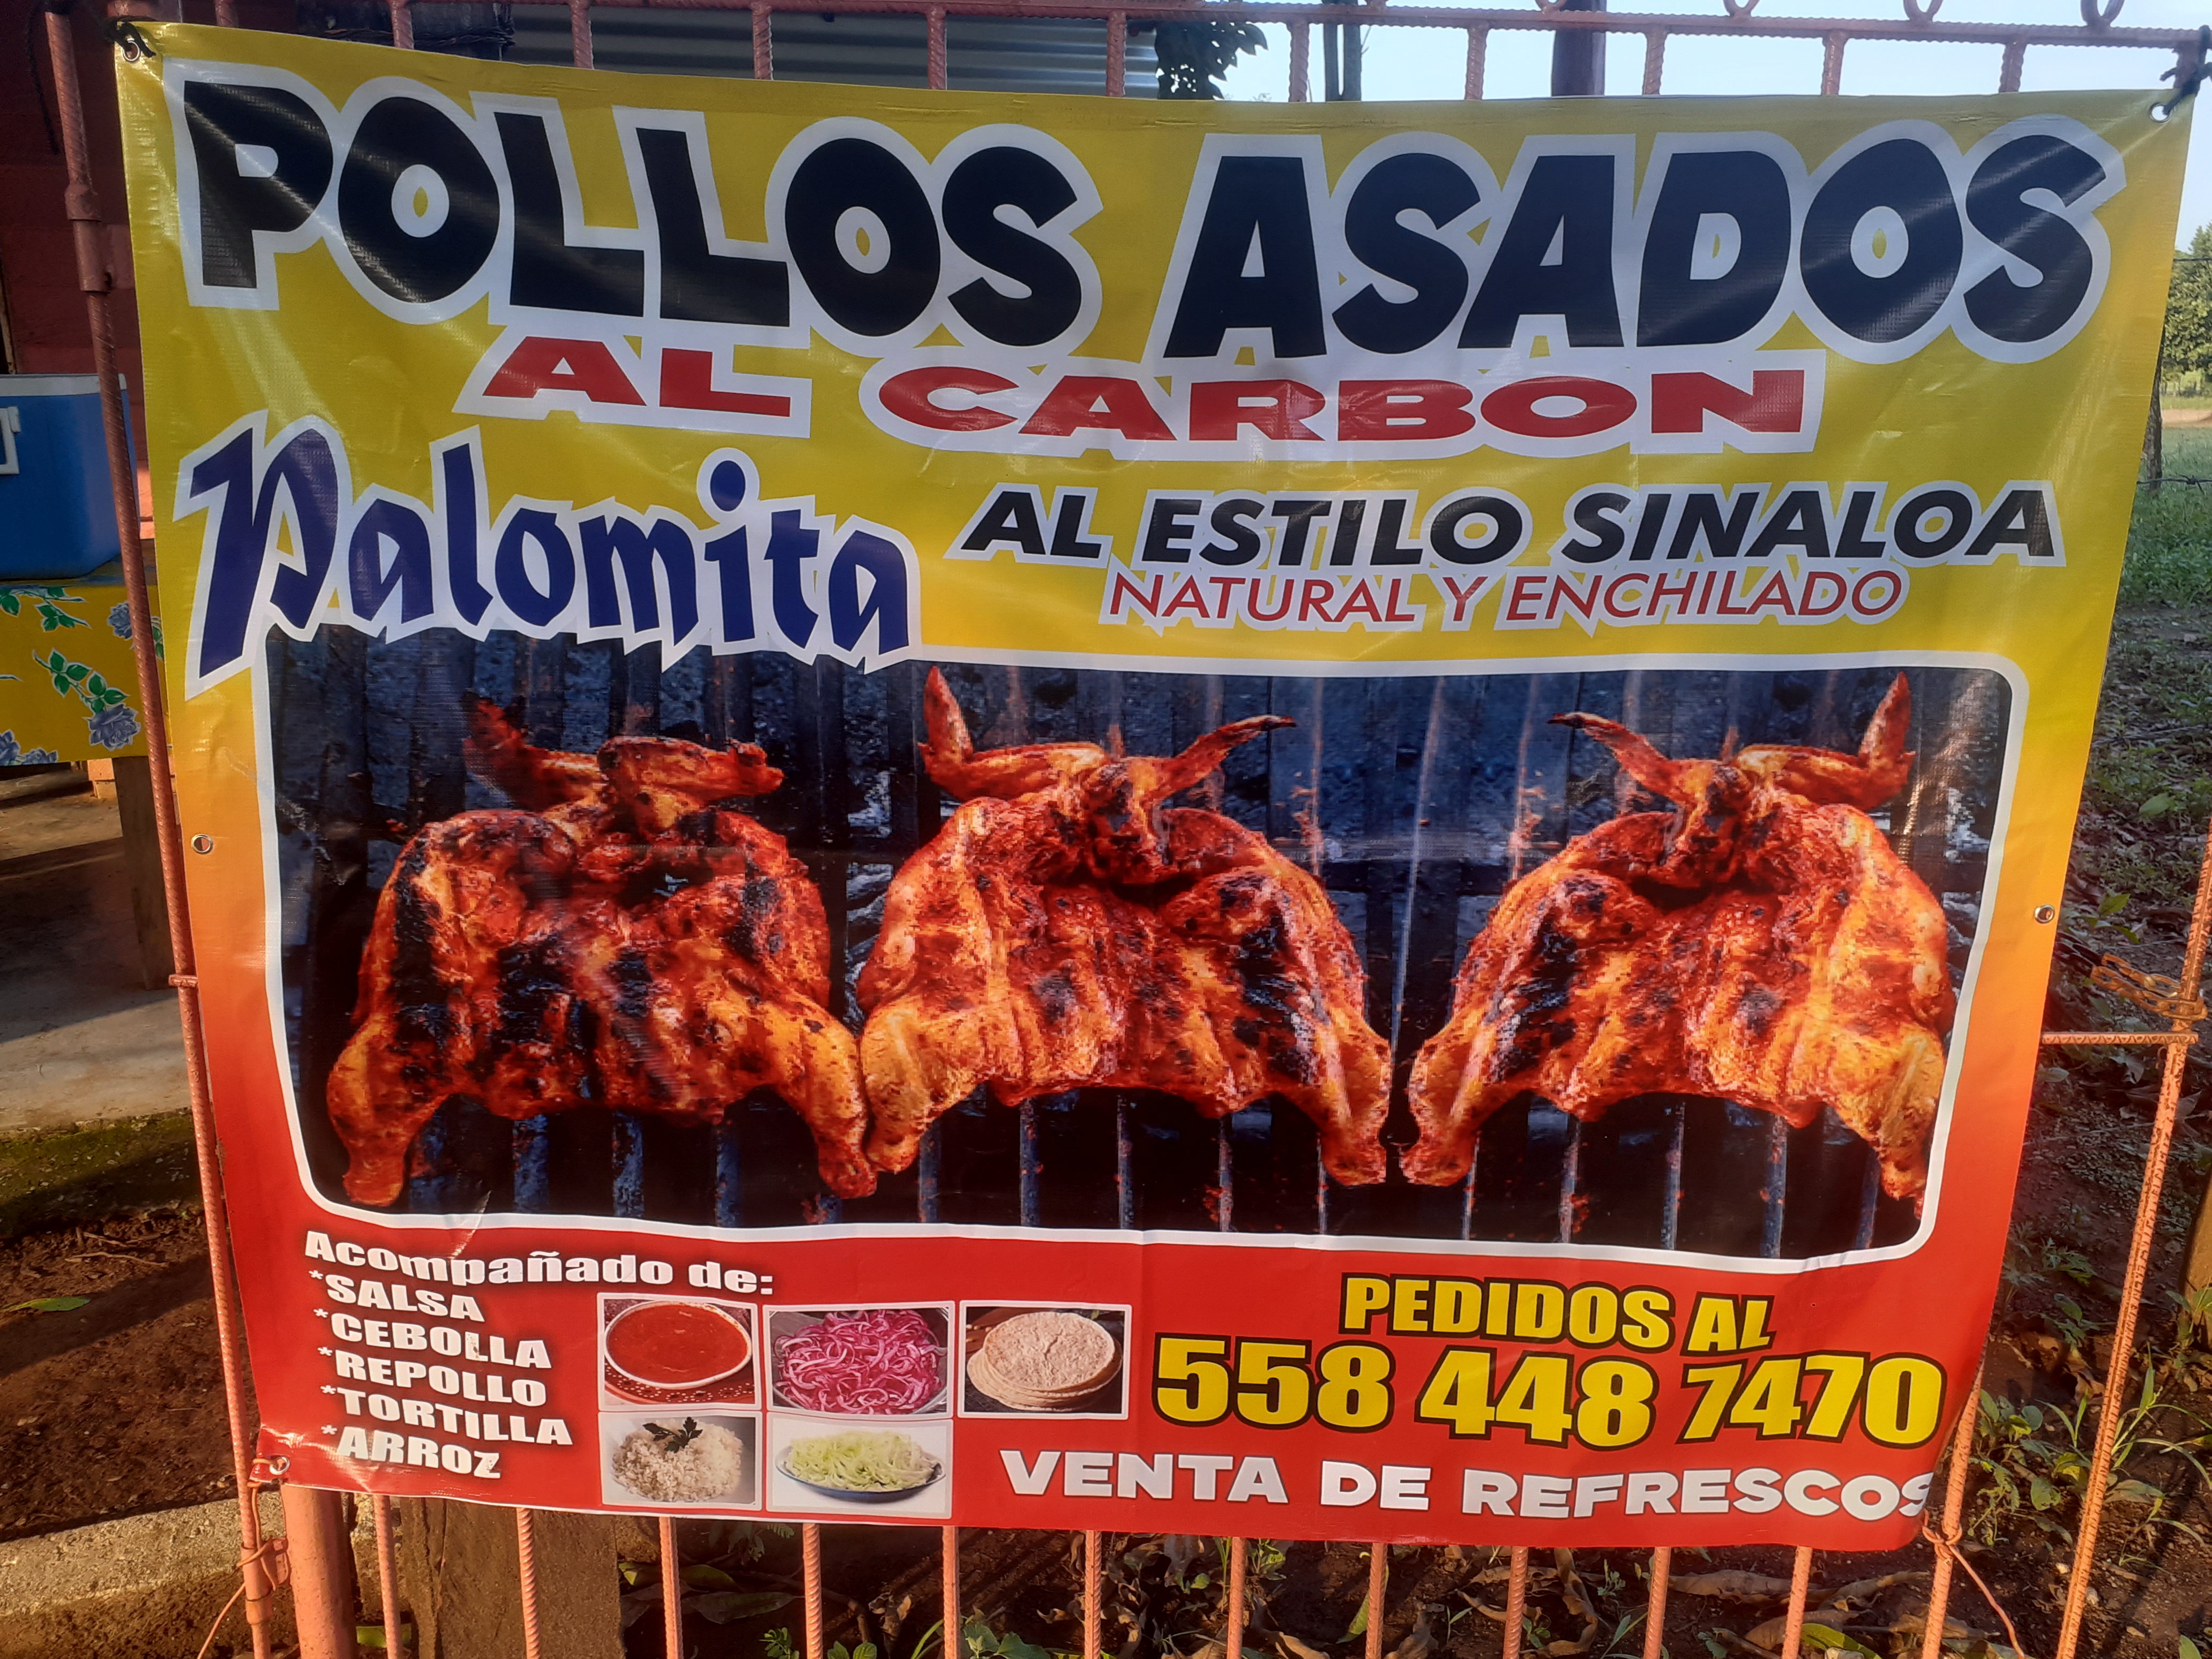 POLLOS ASADOS
AL CARBON
Palomita
AL ESTILO SINALOA
NATURAL Y ENCHILADO
Acompañado de:
*SALSA
*CEBOLLA
*REPOLLO
*TORTILLA
*ARROZ
PEDIDOS AL
558 448 7470
VENTA DE REFRESCOS